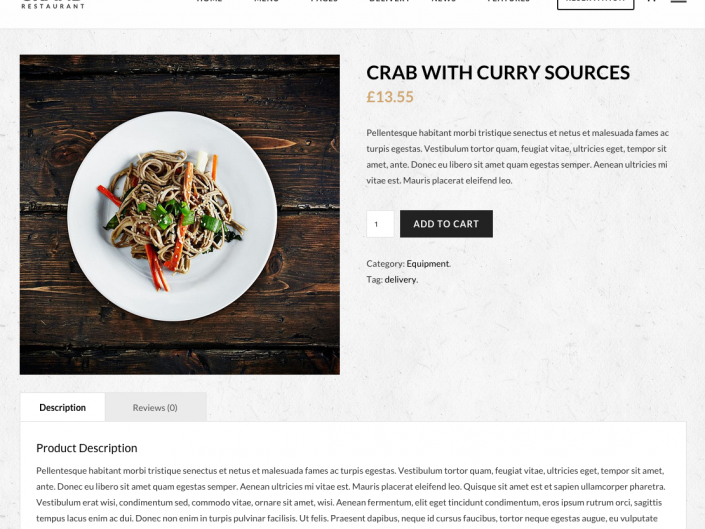 RESTAURANT
CRAB WITH CURRY SOURCES
£13.55
Pellentesque habitant morbi tristique senectus et netus et malesuada fames ac
turpis egestas. Vestibulum tortor quam, feugiat vitae, ultricies eget, tempor sit
amet, ante. Donec eu libero sit amet quam egestas semper. Aenean ultricies mi
vitae est. Mauris placerat eleifend leo.
1 ADD TO CART
Category: Equipment.
Tag: delivery.
Description Reviews (0)
Product Description
Pellentesque habitant morbi tristique senectus et netus et malesuada fames ac turpis egestas. Vestibulum tortor quam, feugiat vitae, ultricies eget, tempor sit amet,
ante. Donec eu libero sit amet quam egestas semper. Aenean ultricies mi vitae est. Mauris placerat eleifend leo. Quisque sit amet est et sapien ullamcorper pharetra.
Vestibulum erat wisi, condimentum sed, commodo vitae, ornare sit amet, wisi. Aenean fermentum, elit eget tincidunt condimentum, eros ipsum rutrum orci, sagittis
tempus lacus enim ac dui. Donec non enim in turpis pulvinar facilisis. Ut felis. Praesent dapibus, neque id cursus faucibus, tortor neque egestas augue, eu vulputate